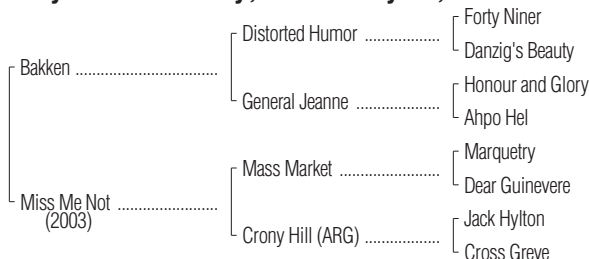 Forty Niner
Distorted Humor ..................
Danzig's Beauty
Bakken ..................................
Honour and Glory
General Jeanne ....................
Ahpo Hel
Marquetry
Mass Market ........................
Dear Guinevere
Miss Me Not ........................
(2003)
Jack Hylton
Crony Hill (ARG) ..................
Cross Greve